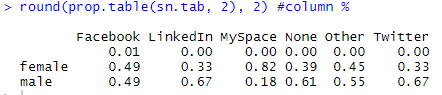 > round(prop.table(sn.tab, 2), 2) #column %
Facebook LinkedIn MySpace None Other Twitter
0.01 0.00 0.00 0.00 0.00 0.00
female 0.49 0.33 0.82 0.39 0.45 0.33
male 0.49 0.67 0.18 0.61 0.55 0.67